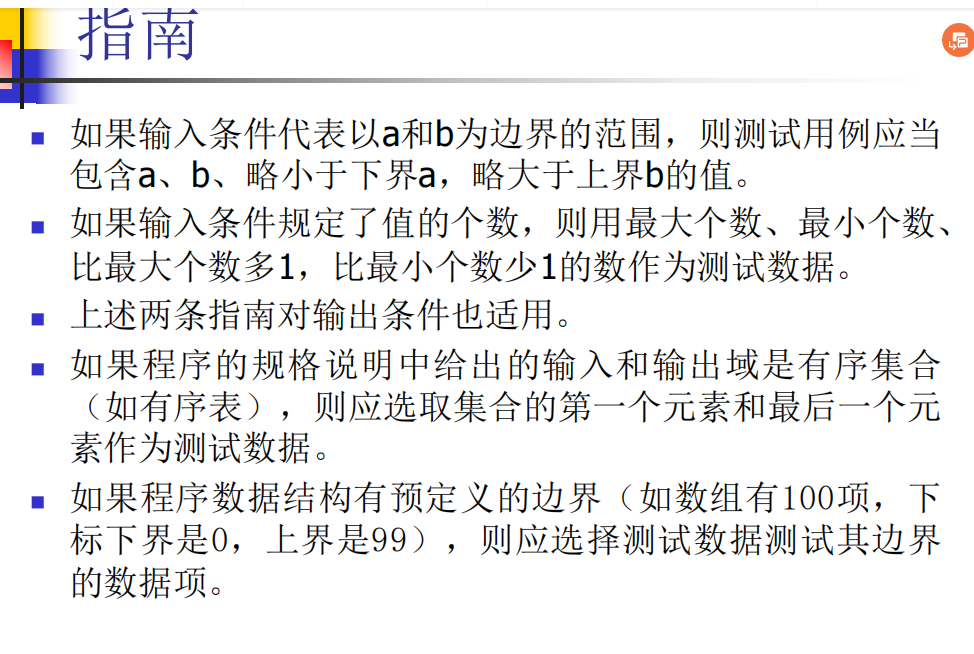 指南
如果输入条件代表以a和b为边界的范围，则测试用例应当
包含a、b、略小于下界a，略大于上界b的值。
如果输入条件规定了值的个数，则用最大个数、最小个数、
比最大个数多1，比最小个数少1的数作为测试数据。
上述两条指南对输出条件也适用。
如果程序的规格说明中给出的输入和输出域是有序集合
（如有序表），则应选取集合的第一个元素和最后一个元
素作为测试数据。
如果程序数据结构有预定义的边界（如数组有100项，下
标下界是0，上界是99），则应选择测试数据测试其边界
的数据项。